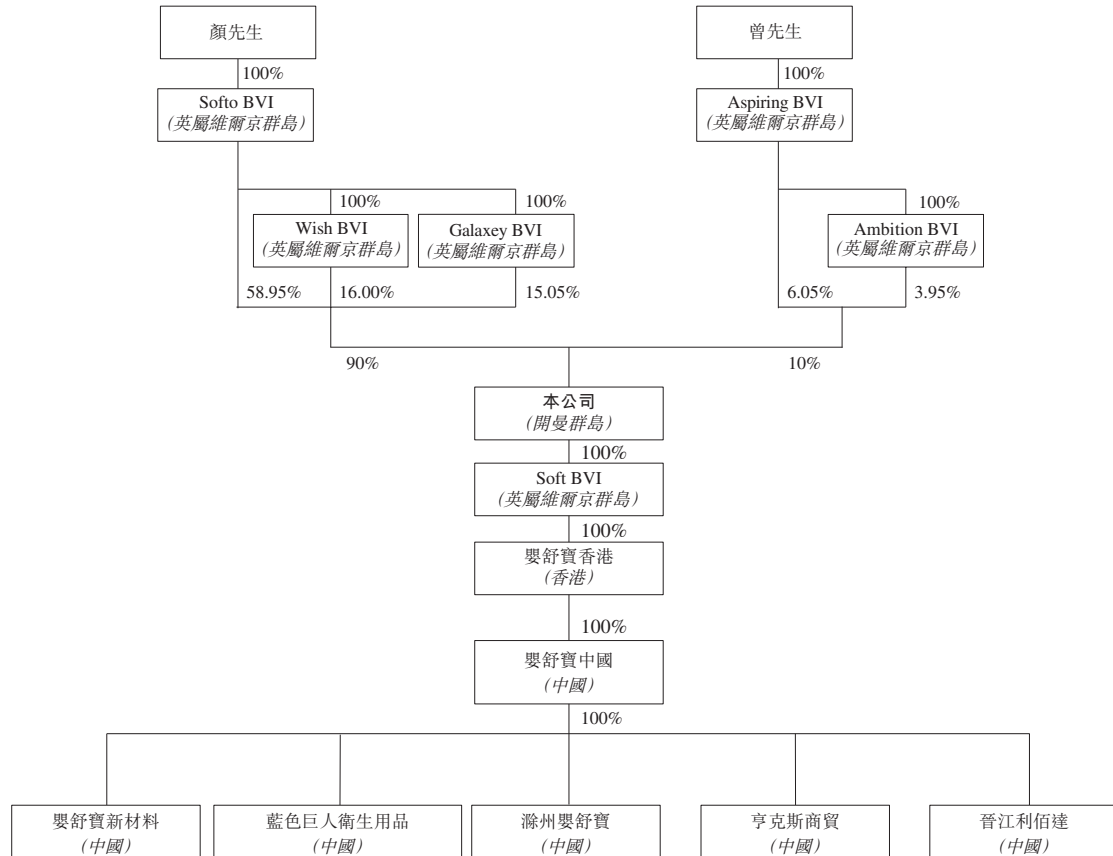 顏先生
曾先生
100%
100%
Softo BVI
(英屬維爾京群島)
Aspiring BVI
(英屬維爾京群島)
100%
100%
100%
Wish BVI
(英屬維爾京群島)
Galaxey BVI
(英屬維爾京群島)
Ambition BVI
(英屬維爾京群島)
58.95%
16.00%
15.05%
6.05%
3.95%
90%
10%
本公司
(開曼群島)
100%
Soft BVI
(英屬維爾京群島)
100%
嬰舒寶香港
(香港)
100%
嬰舒寶中國
(中國)
100%
嬰舒寶新材料
(中國)
藍色巨人衛生用品
(中國)
滁州嬰舒寶
(中國)
亨克斯商貿
(中國)
晉江利佰達
(中國)